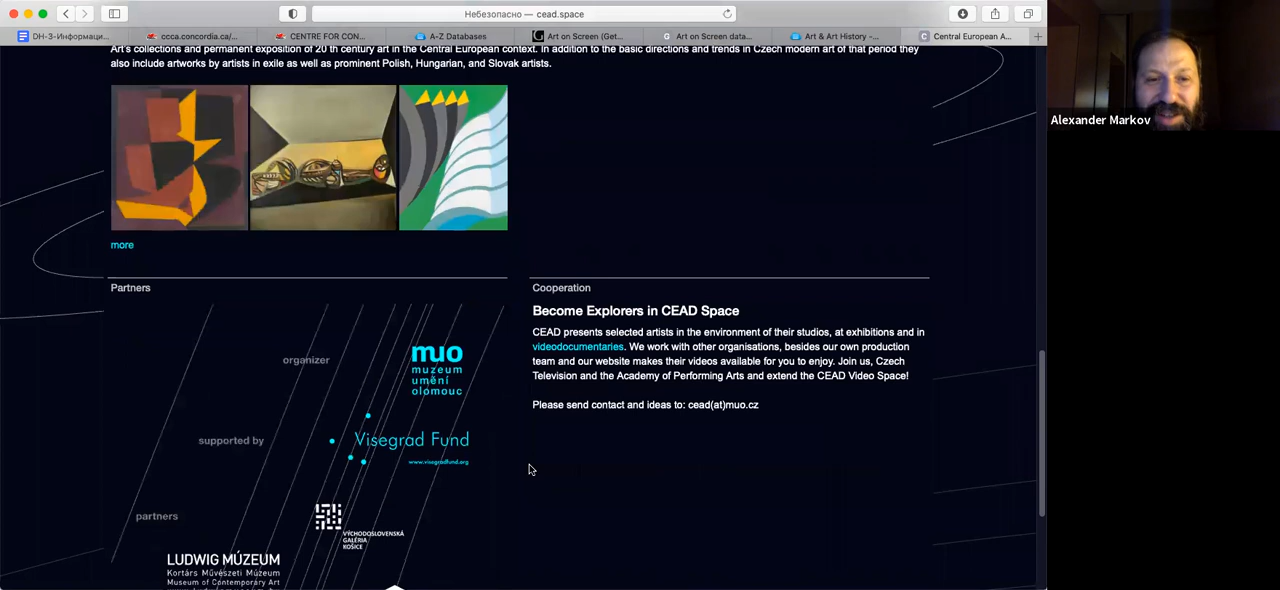 Небезопасно — cead.space
DH-3-Информаци...
ccca.concordia.ca/...
CENTRE FOR CON...
A-Z Databases
Art on Screen (Get...
Art on Screen data...
Art & Art History -...
Central European A...
Art's collections and permanent exposition of 20 th century art in the Central European context. In addition to the basic directions and trends in Czech modern art of that period they
also include artworks by artists in exile as well as prominent Polish, Hungarian, and Slovak artists.
more
Partners
organizer
muo
muzeum
umění
olomouc
supported by
Visegrad Fund
www.visegradfund.org
partners
VÝCHODOSLOVENSKÁ
GALÉRIA
KOŠICE
LUDWIG MÚZEUM
Kortárs Művészeti Múzeum
Museum of Contemporary Art
Cooperation
Become Explorers in CEAD Space
CEAD presents selected artists in the environment of their studios, at exhibitions and in
videodocumentaries. We work with other organisations, besides our own production
team and our website makes their videos available for you to enjoy. Join us, Czech
Television and the Academy of Performing Arts and extend the CEAD Video Space!
Please send contact and ideas to: cead(at)muo.cz
Alexander Markov